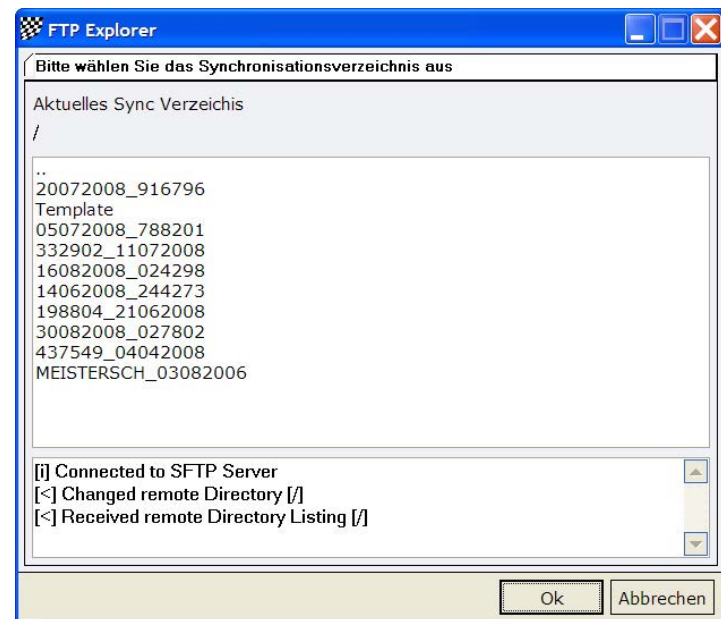 FTP Explorer
Bitte wählen Sie das Synchronisationsverzeichnis aus
Aktuelles Sync Verzeichis
/
..
20072008_916796
Template
05072008_788201
332902_11072008
16082008_024298
14062008_244273
198804_21062008
30082008_027802
437549_04042008
MEISTERSCH_03082006
[i] Connected to SFTP Server
[<] Changed remote Directory [/]
[<] Received remote Directory Listing [/]
Ok Abbrechen